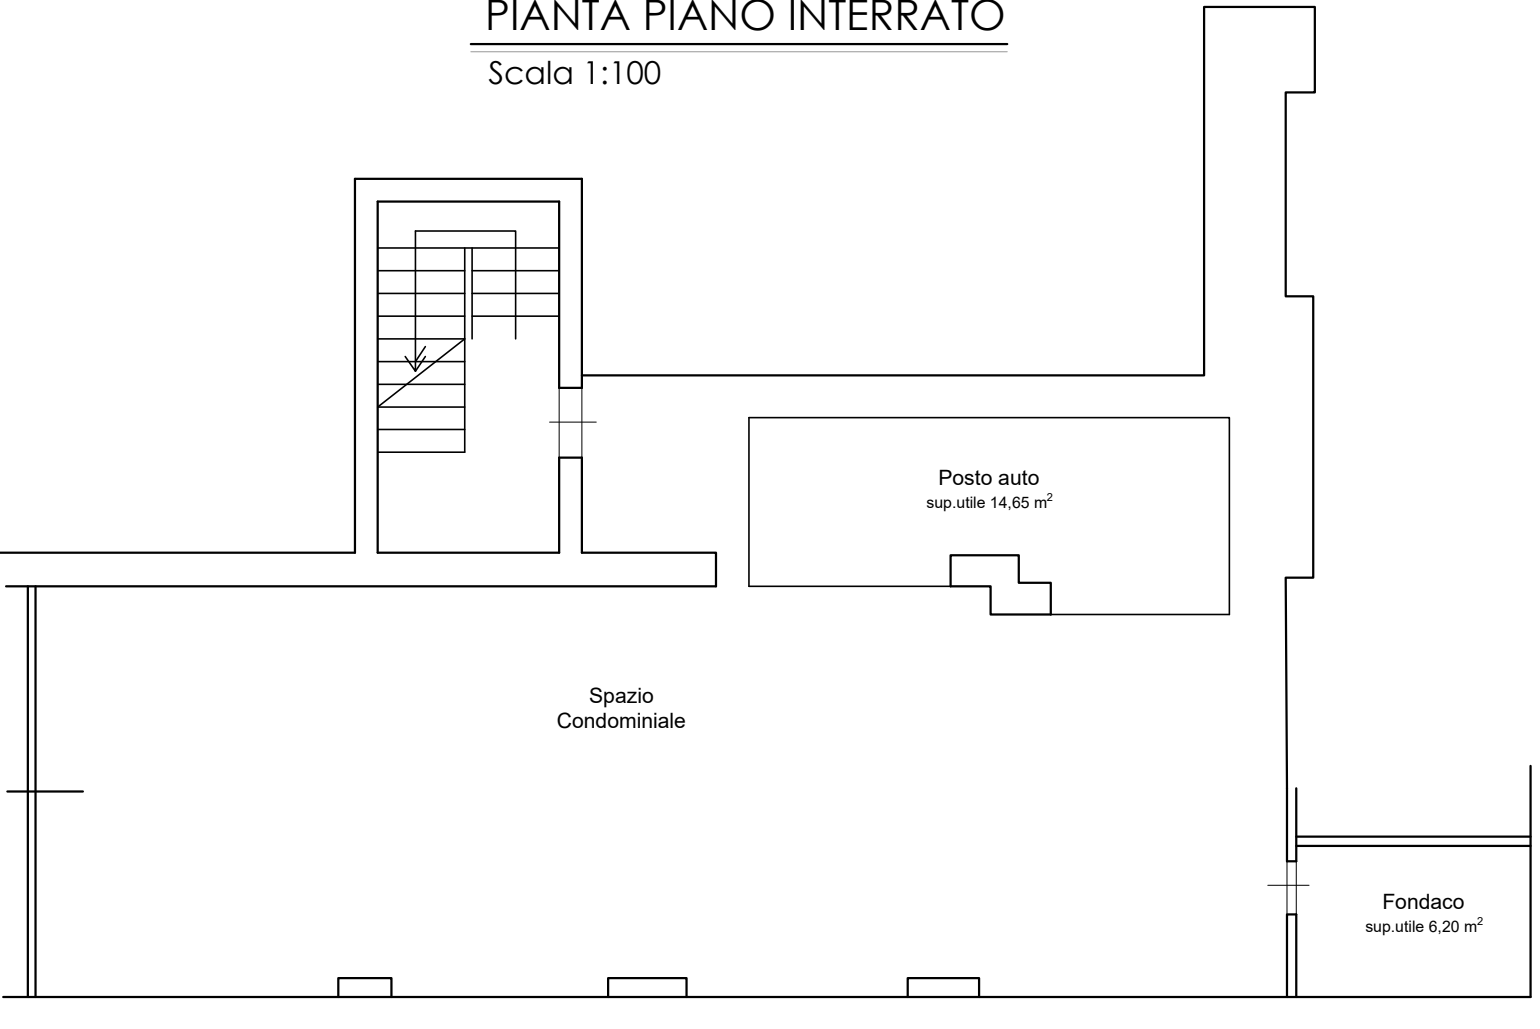 PIANTA PIANO INTERRATO
Scala 1:100
Posto auto
sup.utile 14,65 m²
Spazio
Condominiale
Fondaco
sup.utile 6,20 m²